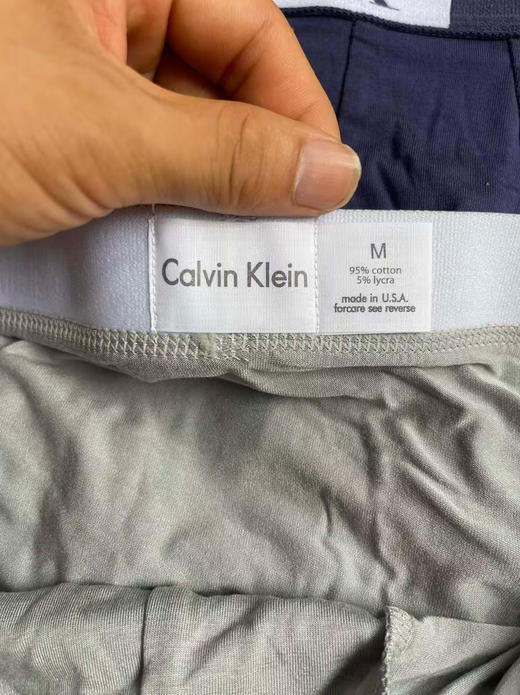 Calvin Klein
M
95% cotton
5% lycra
made in U.S.A.
forcare see reverse